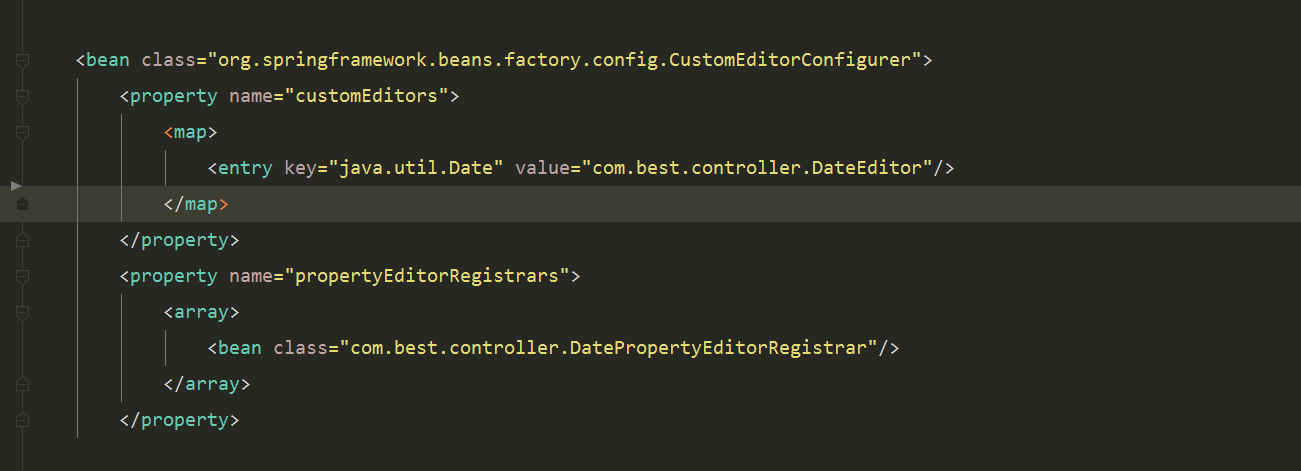 <bean class="org.springframework.beans.factory.config.CustomEditorConfigurer">
<property name="customEditors">
<map>
<entry key="java.util.Date" value="com.best.controller.DateEditor"/>
</map>
</property>
<property name="propertyEditorRegistrars">
<array>
<bean class="com.best.controller.DatePropertyEditorRegistrar"/>
</array>
</property>